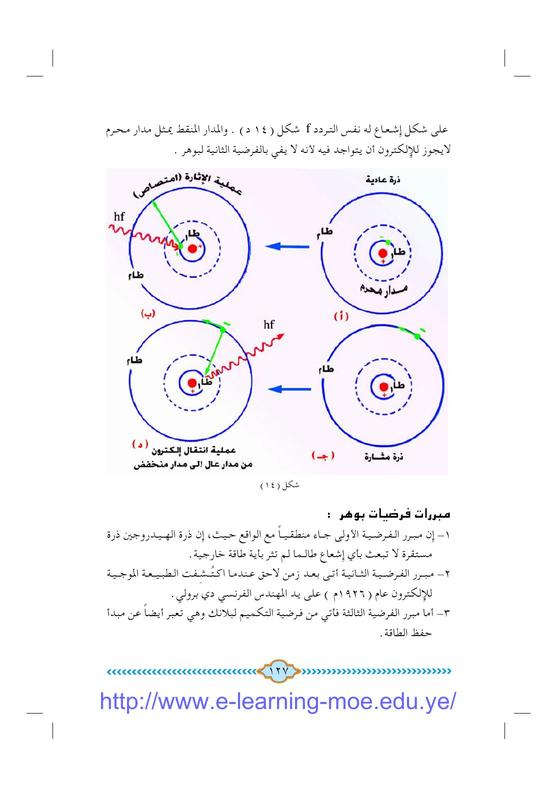 على شكل إشعاع له نفس التردد f شكل ( ١٤ د ) . والمدار المنقط يمثل مدار محرم
لايجوز للإلكترون أن يتواجد فيه لانه لا يفي بالفرضية الثانية لبوهر .
ذرة عادية
عملية الإثارة (امتصاص)
hf
طا
طا
طا
+
-
مدار محرم
(أ)
طا
+
-
طا
(ب)
hf
طا
+
-
طا
طا
+
-
طا
ذرة مثارة
(جـ)
(د)
عملية انتقال إلكترون
من مدار عال إلى مدار منخفض
شكل ( ١٤ )
مبررات فرضيات بوهر :
١- إن مبرر الفرضية الأولى جاء منطقياً مع الواقع حيث، إن ذرة الهيدروجين ذرة
مستقرة لا تبعث بأي إشعاع طالما لم تثر بأية طاقة خارجية .
٢- مبرر الفرضية الثانية أتى بعد زمن لاحق عندما اكتُشِفت الطبيعة الموجية
للإلكترون عام ( ١٩٢٦م ) على يد المهندس الفرنسي دي برولي .
٣- أما مبرر الفرضية الثالثة فاتي من فرضية التكميم لبلانك وهي تعبر أيضاً عن مبدأ
حفظ الطاقة .
١٢٧
http://www.e-learning-moe.edu.ye/